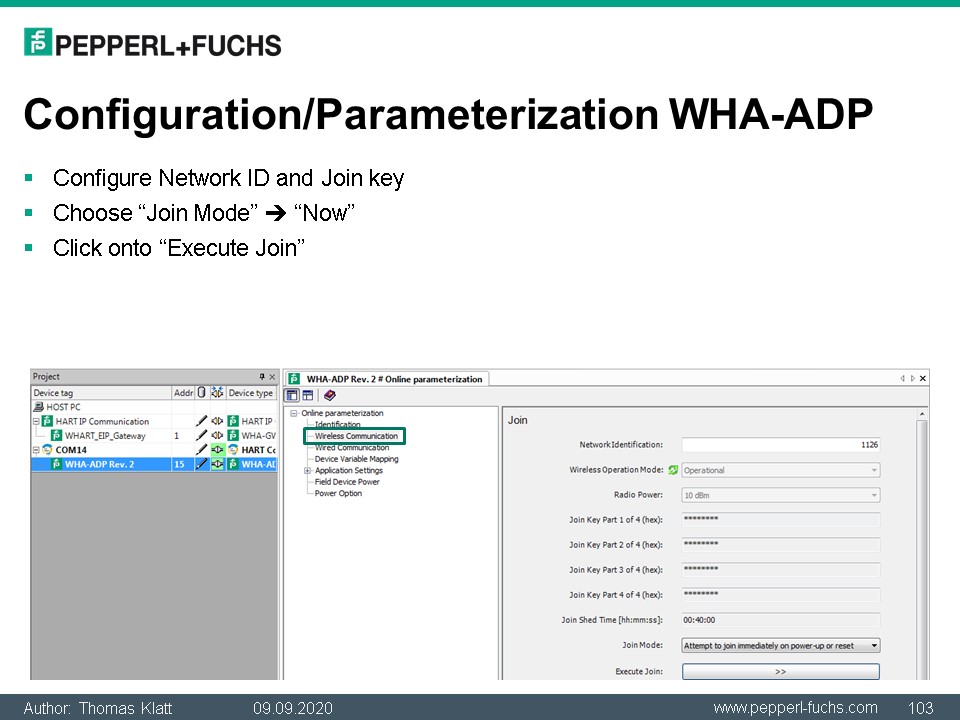 PEPPERL+FUCHS
Configuration/Parameterization WHA-ADP
▪ Configure Network ID and Join key
▪ Choose “Join Mode” ➔ “Now”
▪ Click onto “Execute Join”
Project
Device tag Addr Device type
HOST PC
HART IP Communication HART IP
WHART_EIP_Gateway 1 WHA-GV
COM14 HART Co
WHA-ADP Rev. 2 15 WHA-AD
WHA-ADP Rev. 2 # Online parameterization
Online parameterization
Identification
Wireless Communication
Wired Communication
Device Variable Mapping
Application Settings
Field Device Power
Power Option
Join
Network Identification: 1126
Wireless Operation Mode: Operational
Radio Power: 10 dBm
Join Key Part 1 of 4 (hex): ********
Join Key Part 2 of 4 (hex): ********
Join Key Part 3 of 4 (hex): ********
Join Key Part 4 of 4 (hex): ********
Join Shed Time [hh:mm:ss]: 00:40:00
Join Mode: Attempt to join immediately on power-up or reset
Execute Join: >>
Author: Thomas Klatt 09.09.2020 www.pepperl-fuchs.com 103